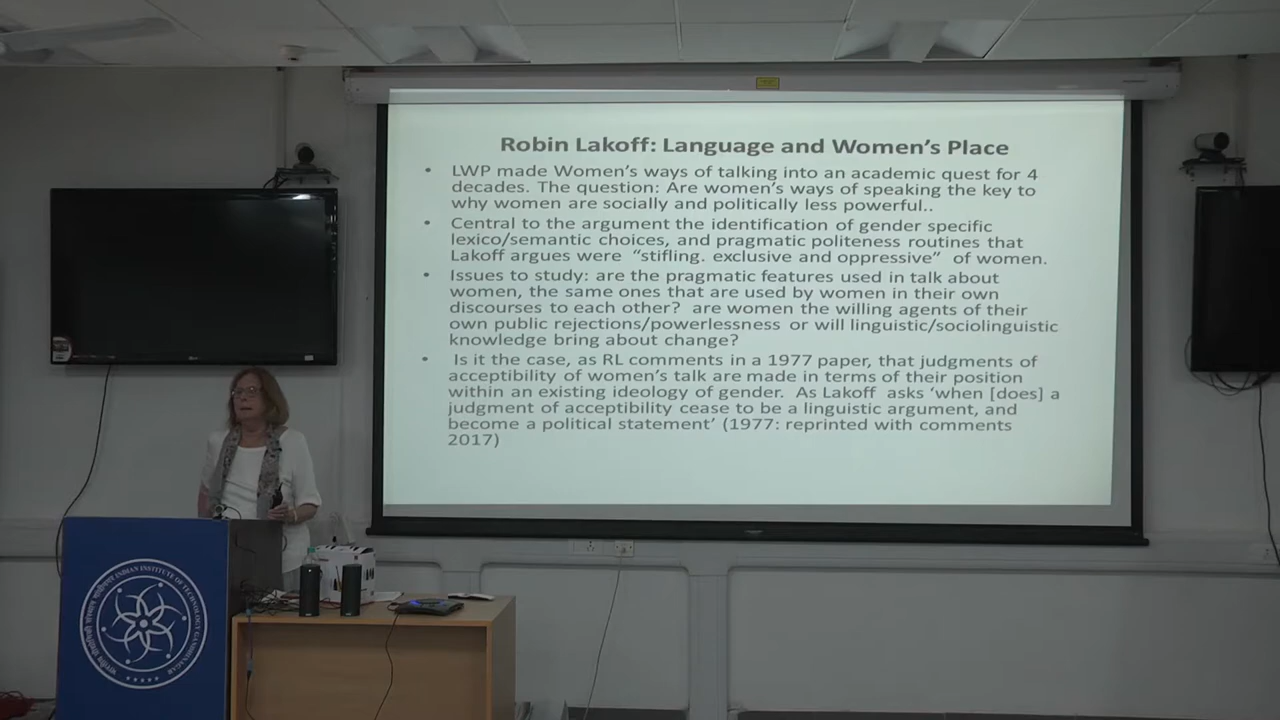 Robin Lakoff: Language and Women's Place
• LWP made Women's ways of talking into an academic quest for 4
decades. The question: Are women's ways of speaking the key to
why women are socially and politically less powerful..
• Central to the argument the identification of gender specific
lexico/semantic choices, and pragmatic politeness routines that
Lakoff argues were "stifling. exclusive and oppressive" of women.
• Issues to study: are the pragmatic features used in talk about
women, the same ones that are used by women in their own
discourses to each other? are women the willing agents of their
own public rejections/powerlessness or will linguistic/sociolinguistic
knowledge bring about change?
• Is it the case, as RL comments in a 1977 paper, that judgments of
acceptibility of women's talk are made in terms of their position
within an existing ideology of gender. As Lakoff asks 'when [does] a
judgment of acceptibility cease to be a linguistic argument, and
become a political statement' (1977: reprinted with comments
2017)
INDIAN INSTITUTE OF TECHNOLOGY GANDHINAGAR